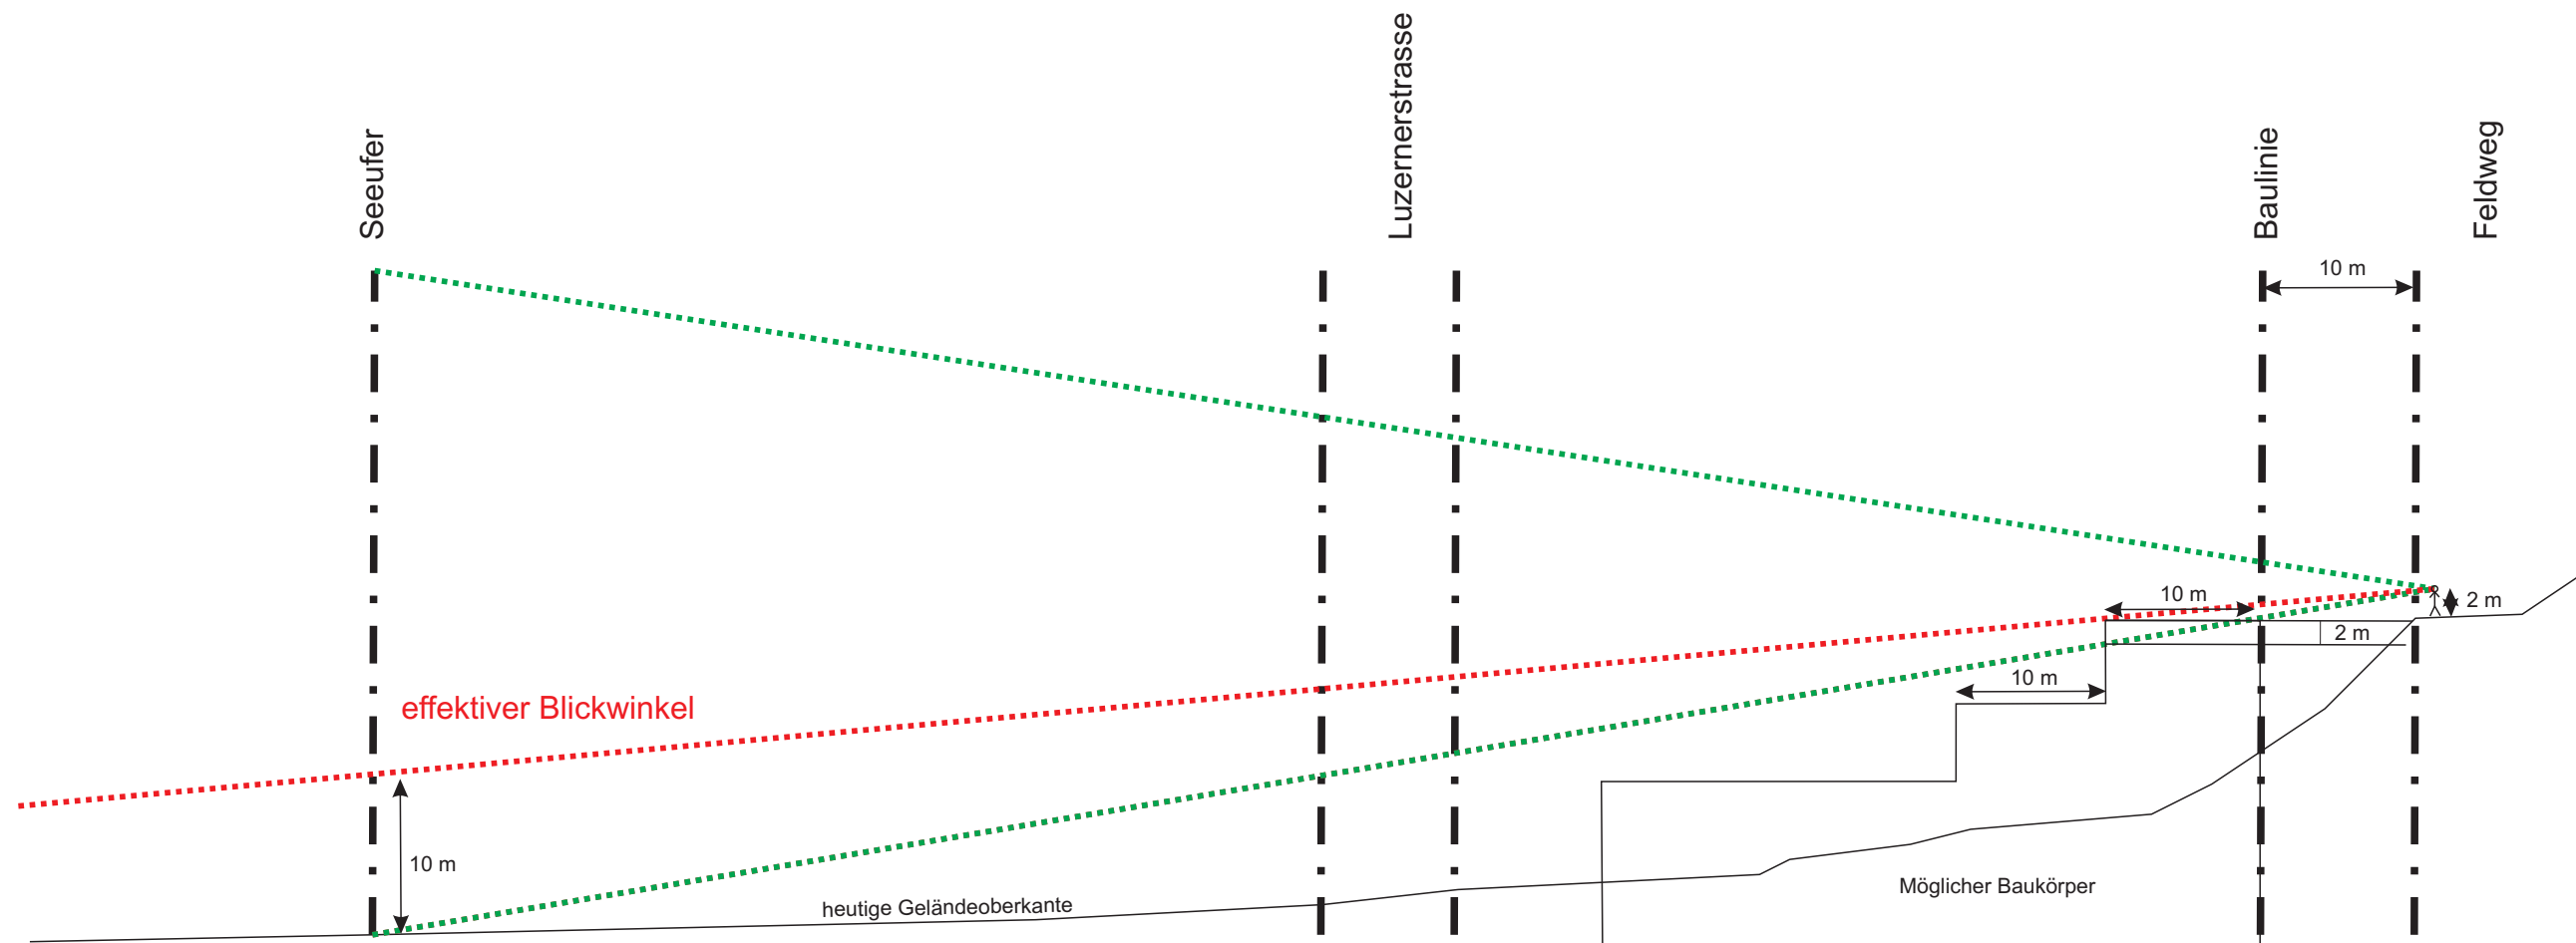 Seeufer
Luzernerstrasse
Baulinie
Feldweg
10 m
10 m
2 m
2 m
10 m
effektiver Blickwinkel
10 m
heutige Geländeoberkante
Möglicher Baukörper